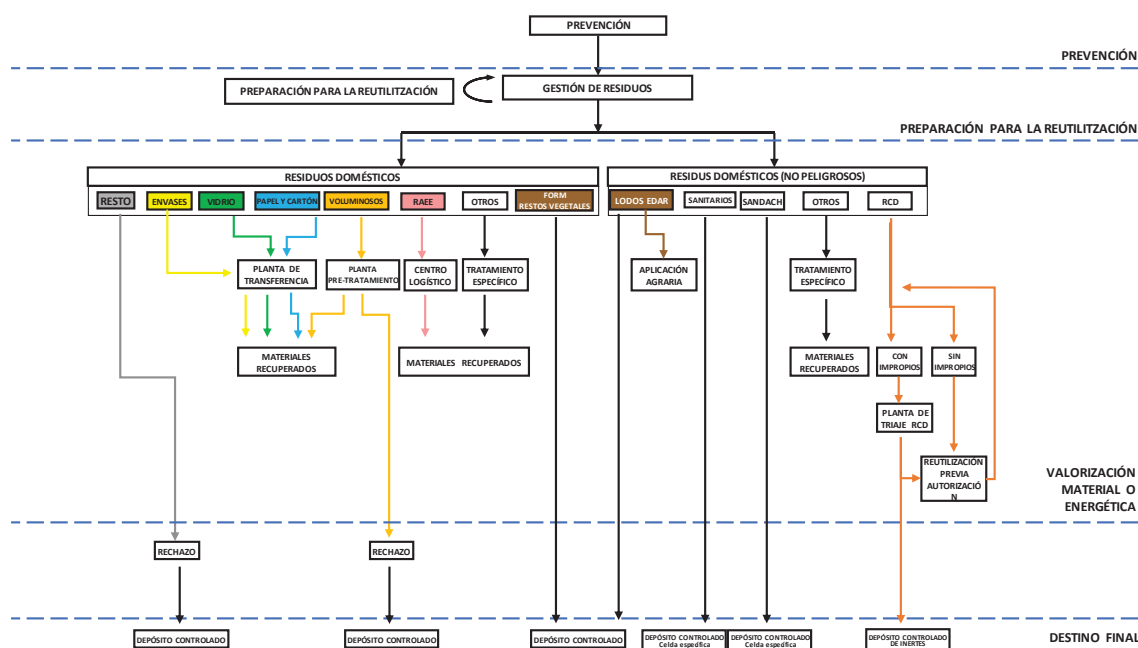 PREVENCIÓN
PREVENCIÓN
PREPARACIÓN PARA LA REUTILITZACIÓN
GESTIÓN DE RESIDUOS
PREPARACIÓN PARA LA REUTILITZACIÓN
RESIDUOS DOMÉSTICOS
RESIDUS DOMÉSTICOS (NO PELIGROSOS)
RESTO
ENVASES
VIDRIO
PAPEL Y CARTÓN
VOLUMINOSOS
RAEE
OTROS
FORM
RESTOS VEGETALES
LODOS EDAR
SANITARIOS
SANDACH
OTROS
RCD
PLANTA DE
TRANSFERENCIA
PLANTA
PRE-TRATAMIENTO
CENTRO
LOGÍSTICO
TRATAMIENTO
ESPECÍFICO
APLICACIÓN
AGRARIA
TRATAMIENTO
ESPECÍFICO
MATERIALES
RECUPERADOS
MATERIALES RECUPERADOS
MATERIALES
RECUPERADOS
CON
IMPROPIOS
SIN
IMPROPIOS
PLANTA DE
TRIAJE RCD
REUTILIZACIÓN
PREVIA
AUTORIZACIÓ
N
VALORIZACIÓN
MATERIAL O
ENERGÉTICA
RECHAZO
RECHAZO
DEPÓSITO CONTROLADO
DEPÓSITO CONTROLADO
DEPÓSITO CONTROLADO
DEPÓSITO CONTROLADO
Celda específica
DEPÓSITO CONTROLADO
Celda específica
DEPÓSITO CONTROLADO
DE INERTES
DESTINO FINAL